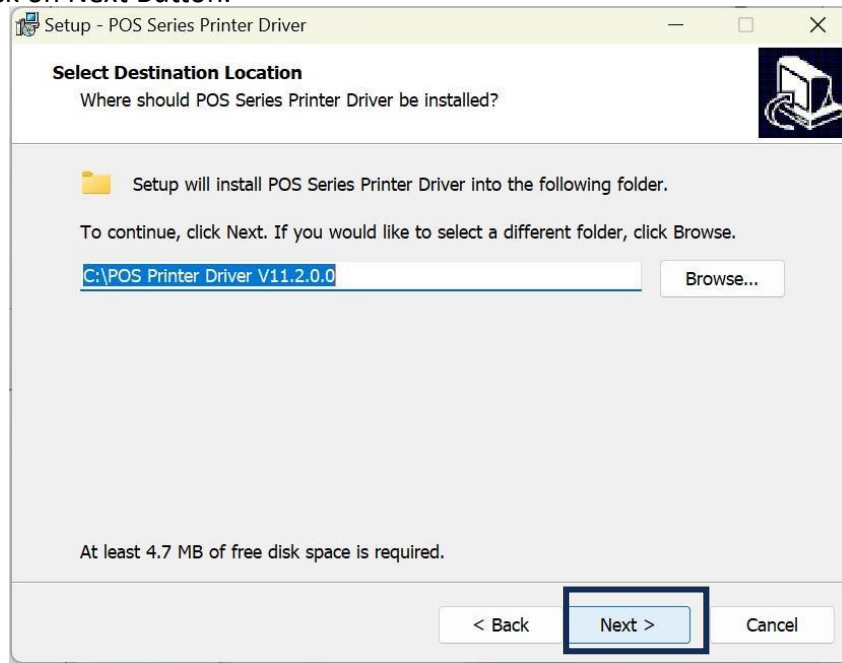 k on Next Button.
Setup - POS Series Printer Driver
Select Destination Location
Where should POS Series Printer Driver be installed?
Setup will install POS Series Printer Driver into the following folder.
To continue, click Next. If you would like to select a different folder, click Browse.
C:\POS Printer Driver V11.2.0.0
Browse...
At least 4.7 MB of free disk space is required.
< Back Next > Cancel